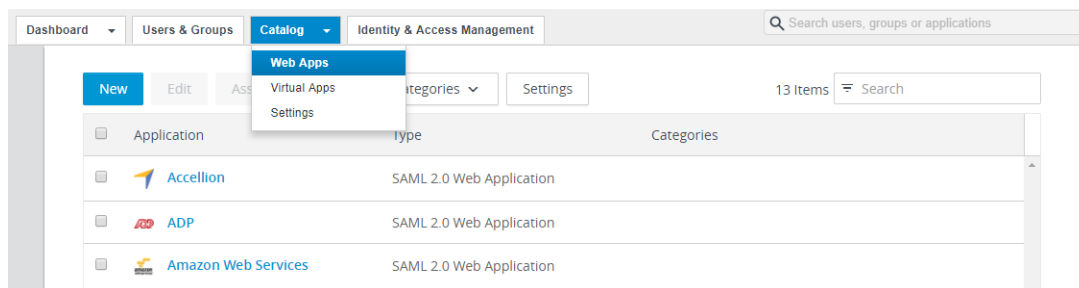 Dashboard Users & Groups Catalog Identity & Access Management Search users, groups or applications
Web Apps
Virtual Apps
Settings
New Edit Ass ategories Settings 13 Items Search
Application Type Categories
Accellion SAML 2.0 Web Application
ADP SAML 2.0 Web Application
Amazon Web Services SAML 2.0 Web Application